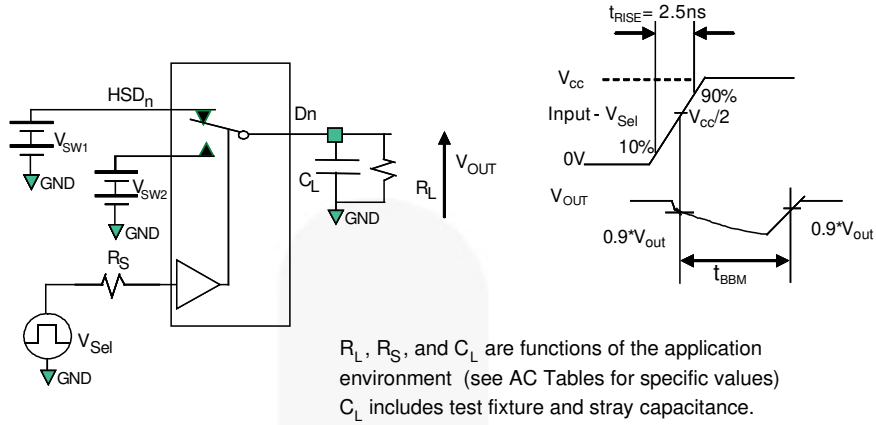 HSDn
Dn
VSW1
GND
VSW2
GND
CL
RL
VOUT
GND
RS
VSel
GND
tRISE= 2.5ns
Vcc
90%
Input - VSel
Vcc/2
10%
0V
VOUT
0.9*Vout
0.9*Vout
tBBM
RL, RS, and CL are functions of the application
environment (see AC Tables for specific values)
CL includes test fixture and stray capacitance.